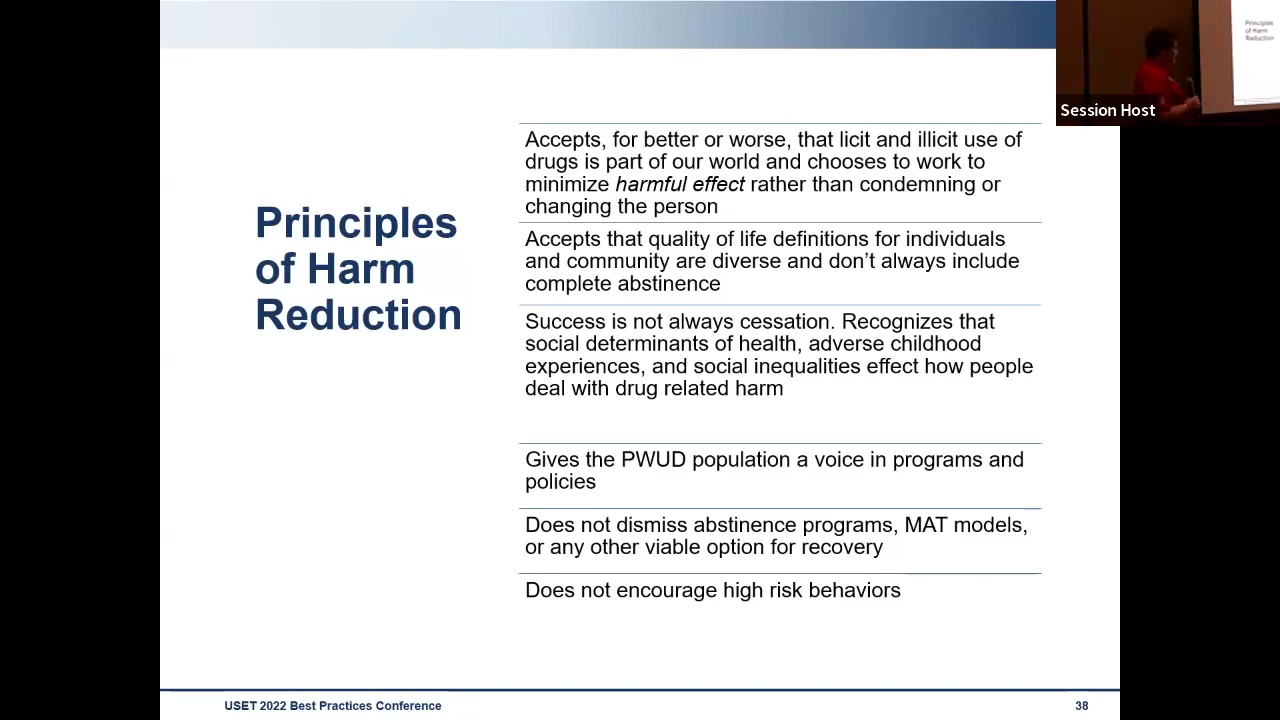 Principles
of Harm
Reduction
Accepts, for better or worse, that licit and illicit use of
drugs is part of our world and chooses to work to
minimize harmful effect rather than condemning or
changing the person
Accepts that quality of life definitions for individuals
and community are diverse and don’t always include
complete abstinence
Success is not always cessation. Recognizes that
social determinants of health, adverse childhood
experiences, and social inequalities effect how people
deal with drug related harm
Gives the PWUD population a voice in programs and
policies
Does not dismiss abstinence programs, MAT models,
or any other viable option for recovery
Does not encourage high risk behaviors
USET 2022 Best Practices Conference
38
Principles
of Harm
Reduction
Session Host